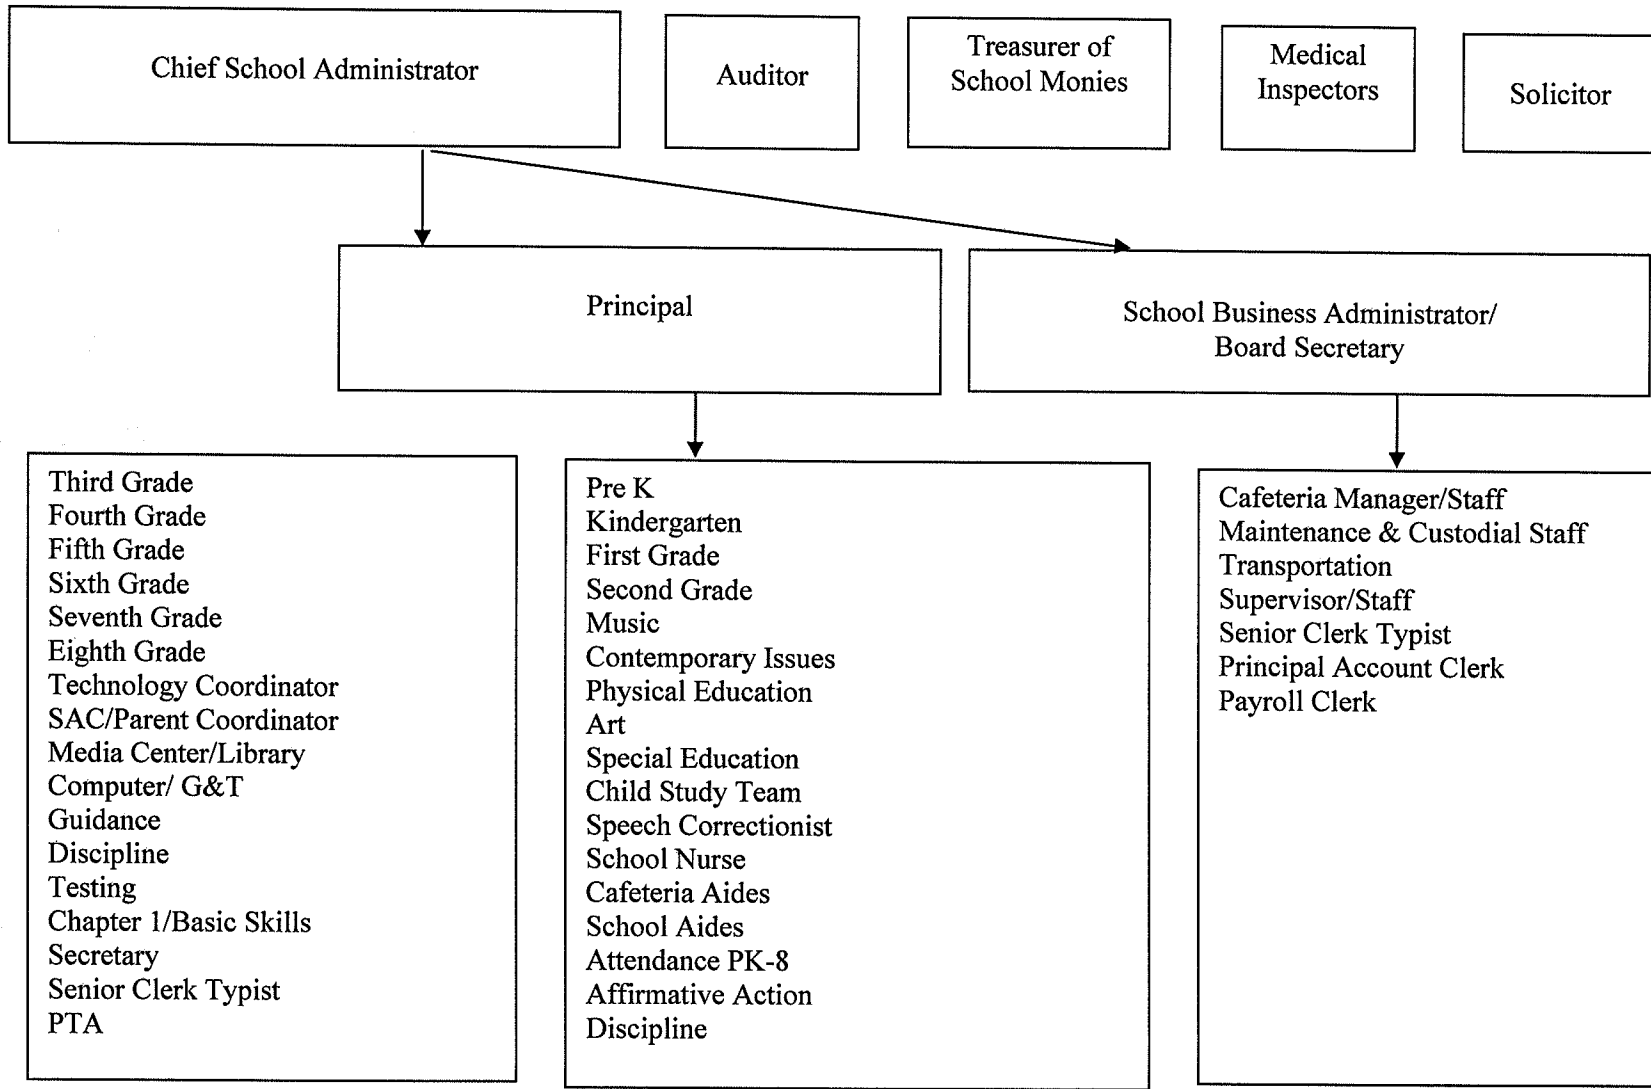 Chief School Administrator
Auditor
Treasurer of
School Monies
Medical
Inspectors
Solicitor
Principal
School Business Administrator/
Board Secretary
Third Grade
Fourth Grade
Fifth Grade
Sixth Grade
Seventh Grade
Eighth Grade
Technology Coordinator
SAC/Parent Coordinator
Media Center/Library
Computer/ G&T
Guidance
Discipline
Testing
Chapter 1/Basic Skills
Secretary
Senior Clerk Typist
PTA
Pre K
Kindergarten
First Grade
Second Grade
Music
Contemporary Issues
Physical Education
Art
Special Education
Child Study Team
Speech Correctionist
School Nurse
Cafeteria Aides
School Aides
Attendance PK-8
Affirmative Action
Discipline
Cafeteria Manager/Staff
Maintenance & Custodial Staff
Transportation
Supervisor/Staff
Senior Clerk Typist
Principal Account Clerk
Payroll Clerk